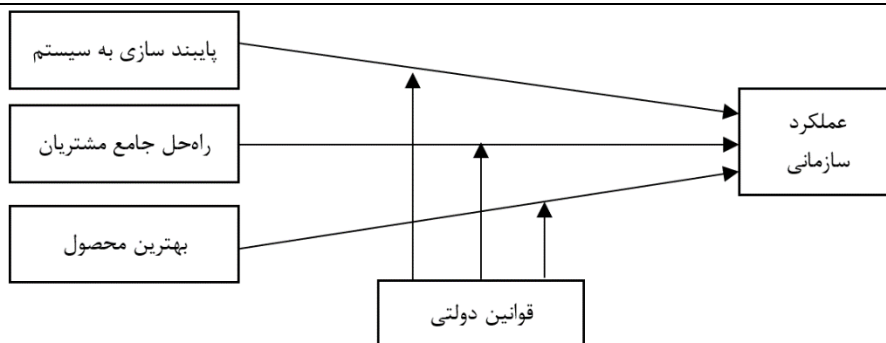 پایبند سازی به سیستم
راه‌حل جامع مشتریان
بهترین محصول
عملکرد
سازمانی
قوانین دولتی